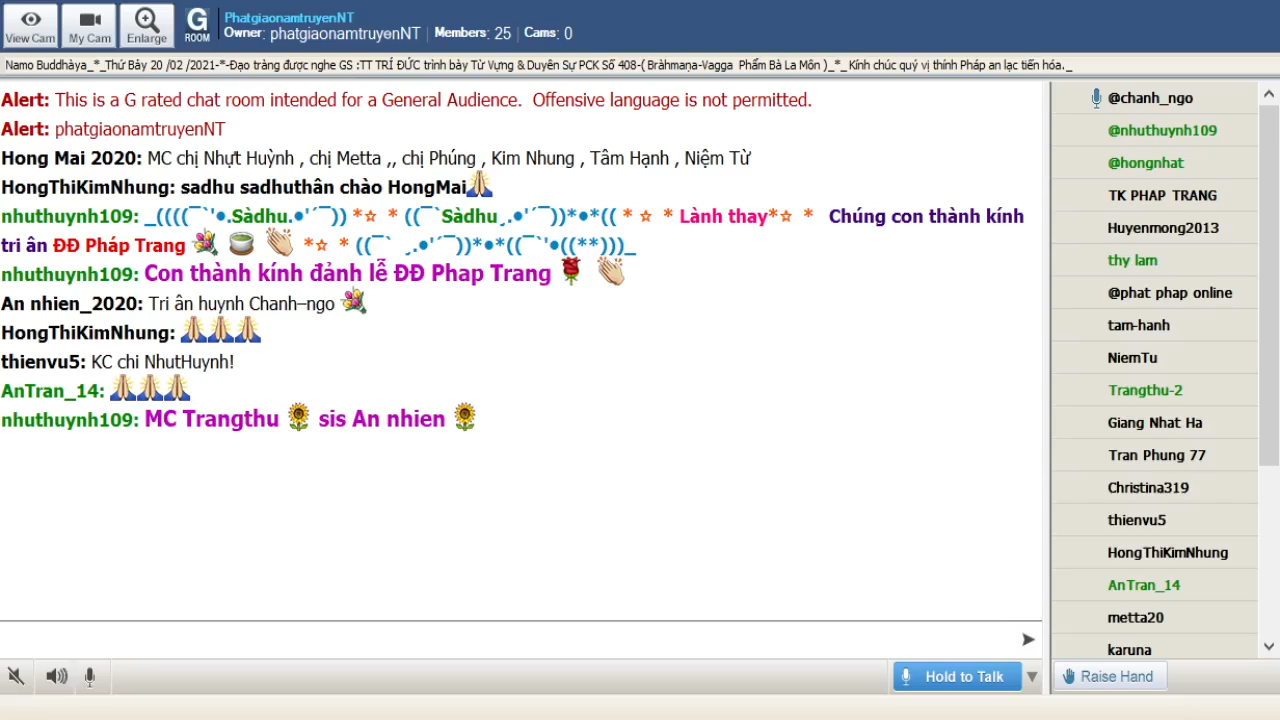 PhatgiaonamtruyenNT
View Cam My Cam Enlarge G ROOM Owner: phatgiaonamtruyenNT Members: 25 Cams: 0
Namo Buddhàya_*_Thứ Bảy 20 /02 /2021-*-Đạo tràng được nghe GS :TT TRÍ ĐỨC trình bày Từ Vựng & Duyên Sự PCK Số 408-( Bràhmaṇa-Vagga Phẩm Bà La Môn )_*_ Kính chúc quý vị thính Pháp an lạc tiến hóa._
Alert: This is a G rated chat room intended for a General Audience. Offensive language is not permitted.
Alert: phatgiaonamtruyenNT
Hong Mai 2020: MC chị Nhựt Huỳnh , chị Metta ,, chị Phúng , Kim Nhung , Tâm Hạnh , Niệm Từ
HongThiKimNhung: sadhu sadhuthân chào HongMai🙏
nhuthuynh109: _((((¯`'•.Sàdhu.•'´¯)) *☆ * ((¯`Sàdhu¸.•'´¯))*•*(( * ☆ * Lành thay*☆ * Chúng con thành kính
tri ân ĐĐ Pháp Trang 💐 🍵 👏 *☆ * ((¯` ¸.•'´¯))*•*((¯`'•((**)))_
nhuthuynh109: Con thành kính đảnh lễ ĐĐ Phap Trang 🌹 👏
An nhien_2020: Tri ân huynh Chanh–ngo 💐
HongThiKimNhung: 🙏🙏🙏
thienvu5: KC chi NhutHuynh!
AnTran_14: 🙏🙏🙏
nhuthuynh109: MC Trangthu 🌻 sis An nhien 🌻
@chanh_ngo
@nhuthuynh109
@hongnhat
TK PHAP TRANG
Huyenmong2013
thy lam
@phat phap online
tam-hanh
NiemTu
Trangthu-2
Giang Nhat Ha
Tran Phung 77
Christina319
thienvu5
HongThiKimNhung
AnTran_14
metta20
karuna
Hold to Talk
Raise Hand